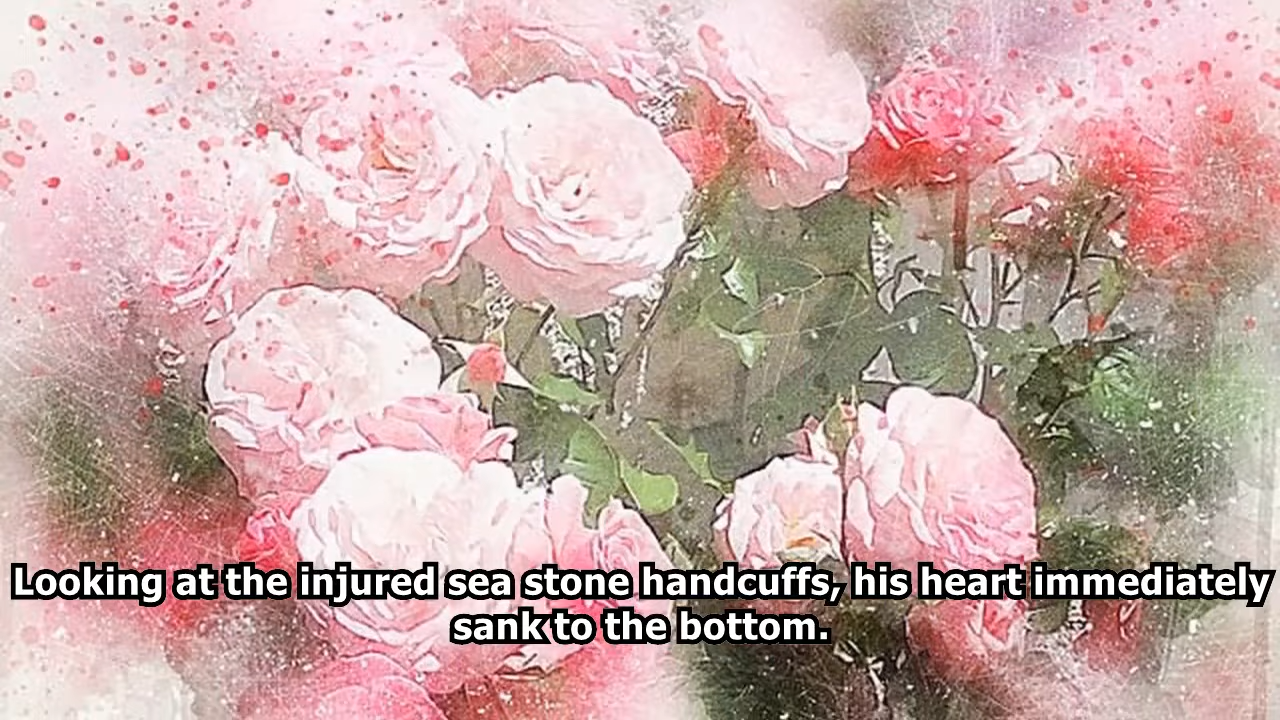 Looking at the injured sea stone handcuffs, his heart immediately
sank to the bottom.